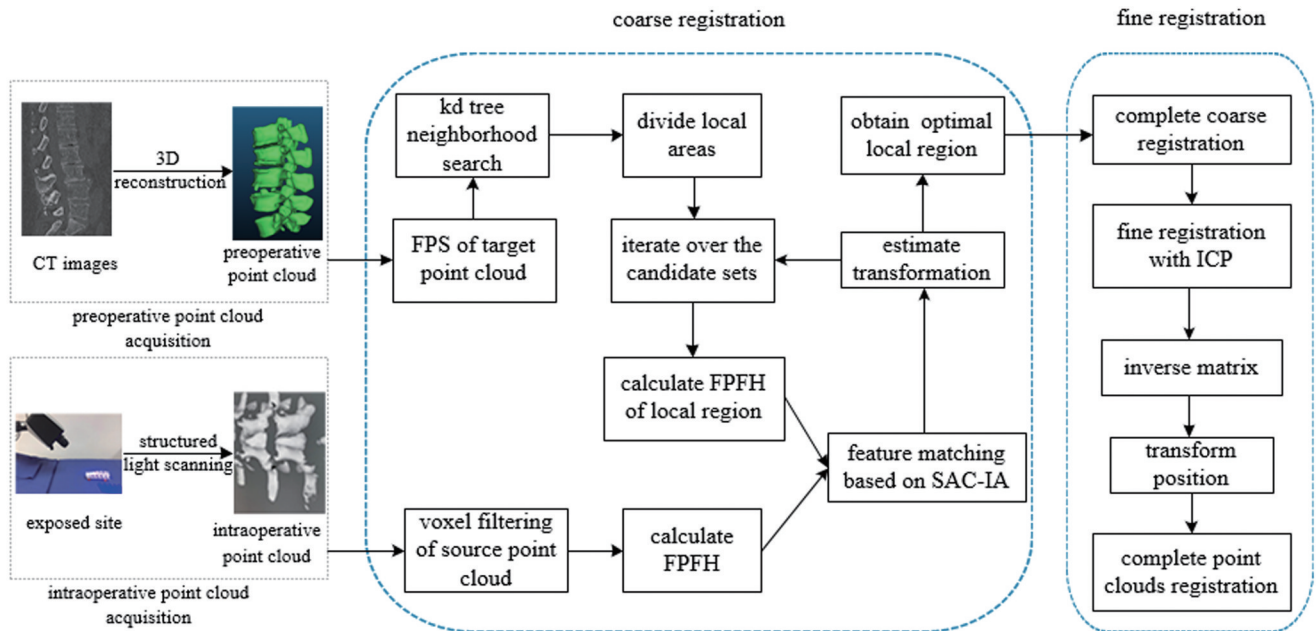 coarse registration
fine registration
CT images
3D
reconstruction
preoperative
point cloud
preoperative point cloud
acquisition
exposed site
structured
light scanning
intraoperative
point cloud
intraoperative point cloud
acquisition
kd tree
neighborhood
search
divide local
areas
obtain optimal
local region
FPS of target
point cloud
iterate over the
candidate sets
estimate
transformation
calculate FPFH
of local region
feature matching
based on SAC-IA
voxel filtering
of source point
cloud
calculate
FPFH
complete coarse
registration
fine registration
with ICP
inverse matrix
transform
position
complete point
clouds registration